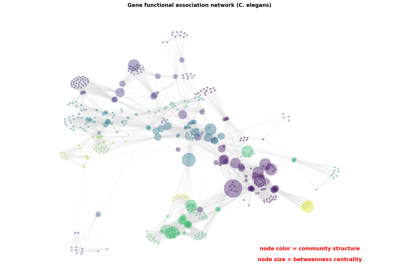 Gene functional association network (C. elegans)
node color = community structure
node size = betweenness centrality